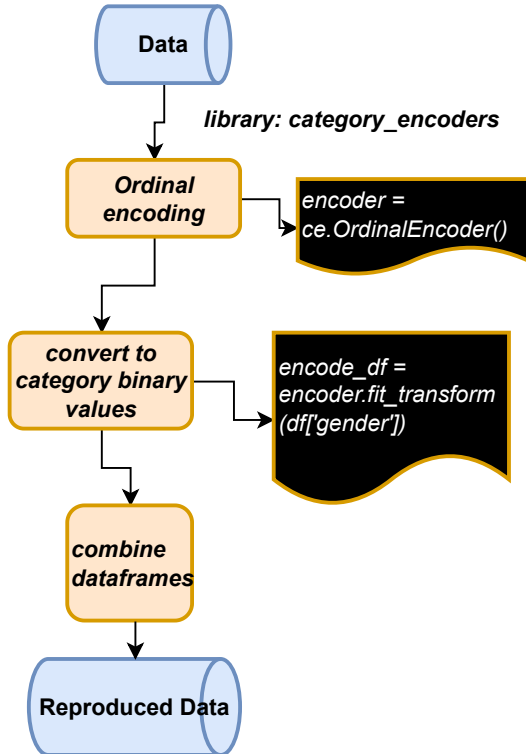 Data
library: category_encoders
Ordinal
encoding
encoder =
ce.OrdinalEncoder()
convert to
category binary
values
encode_df =
encoder.fit_transform
(df['gender'])
combine
dataframes
Reproduced Data